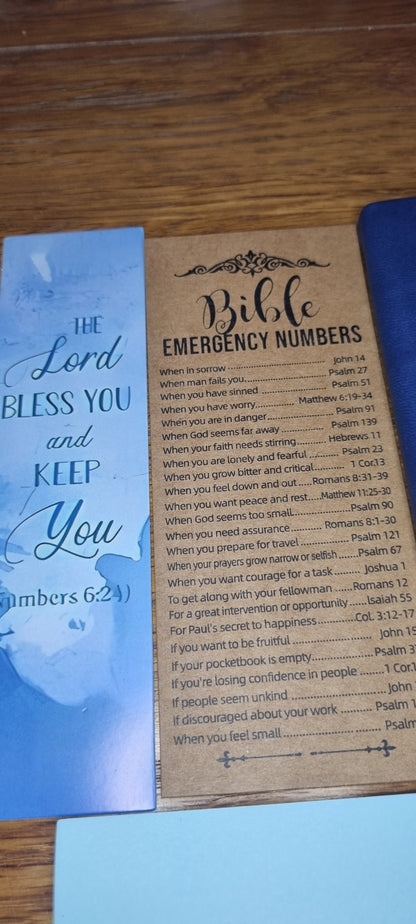 THE
Lord
BLESS YOU
and
KEEP
You
umbers 6:24)
Bible
EMERGENCY NUMBERS
When in sorrow .......... John 14
When man fails you .......... Psalm 27
When you have sinned .......... Psalm 51
When you have worry .......... Matthew 6:19-34
When you are in danger .......... Psalm 91
When God seems far away .......... Psalm 139
When your faith needs stirring .......... Hebrews 11
When you are lonely and fearful .......... Psalm 23
When you grow bitter and critical .......... 1 Cor.13
When you feel down and out .... Romans 8:31-39
When you want peace and rest .... Matthew 11:25-30
When God seems too small .......... Psalm 90
When you need assurance .......... Romans 8:1-30
When you prepare for travel .......... Psalm 121
When your prayers grow narrow or selfish ...... Psalm 67
When you want courage for a task ........ Joshua 1
To get along with your fellowman ...... Romans 12
For a great intervention or opportunity ...... Isaiah 55
For Paul's secret to happiness .......... Col. 3:12-17
If you want to be fruitful .......... John
If your pocketbook is empty .......... Psalm
If you're losing confidence in people ....... 1 Cor.
If people seem unkind .......... John
If discouraged about your work ......... Psalm
When you feel small .......... Psalm